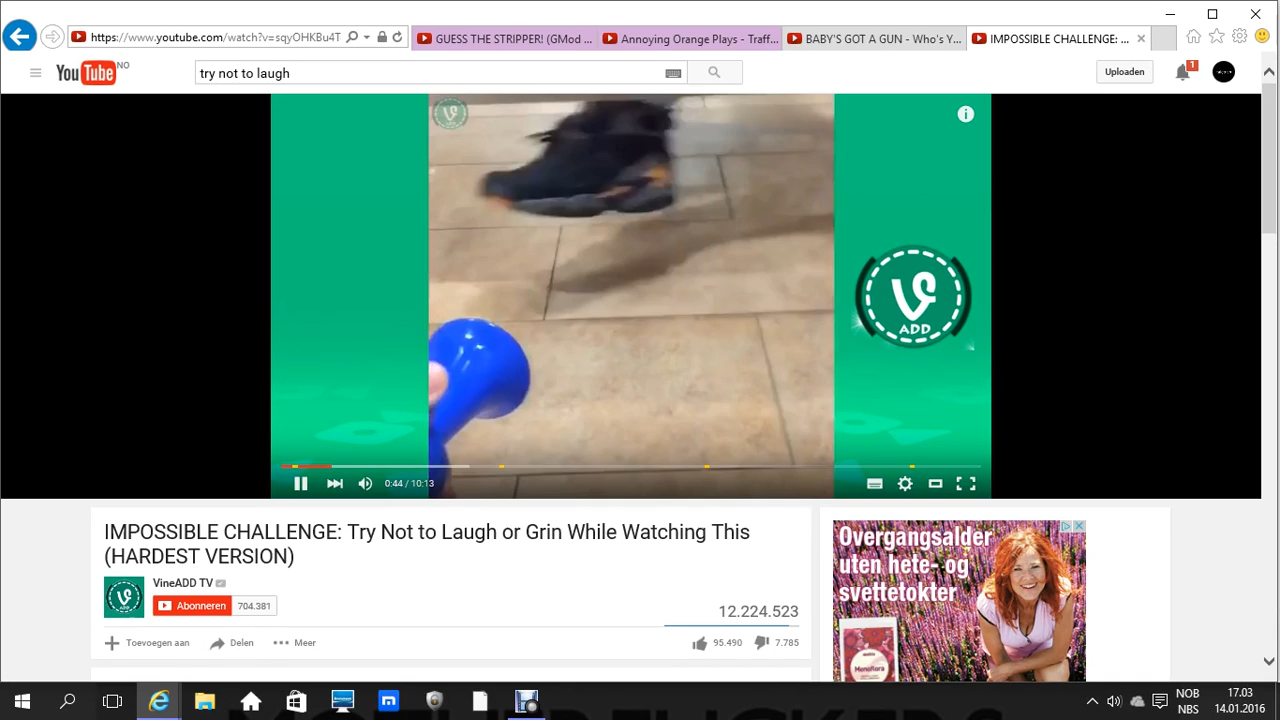 https://www.youtube.com/watch?v=sqyOHKBu4T
GUESS THE STRIPPER! (GMod ...
Annoying Orange Plays - Traff...
BABY'S GOT A GUN - Who's Y...
IMPOSSIBLE CHALLENGE: ...
YouTube NO
try not to laugh
Uploaden
1
ADD
ADD
0:44 / 10:13
IMPOSSIBLE CHALLENGE: Try Not to Laugh or Grin While Watching This
(HARDEST VERSION)
ADD
VineADD TV
Abonneren 704.381
12.224.523
Toevoegen aan Delen Meer 95.490 7.785
Overgangsalder
uten hete- og
svettetokter
Menoflora
NOB
NBS
17.03
14.01.2016